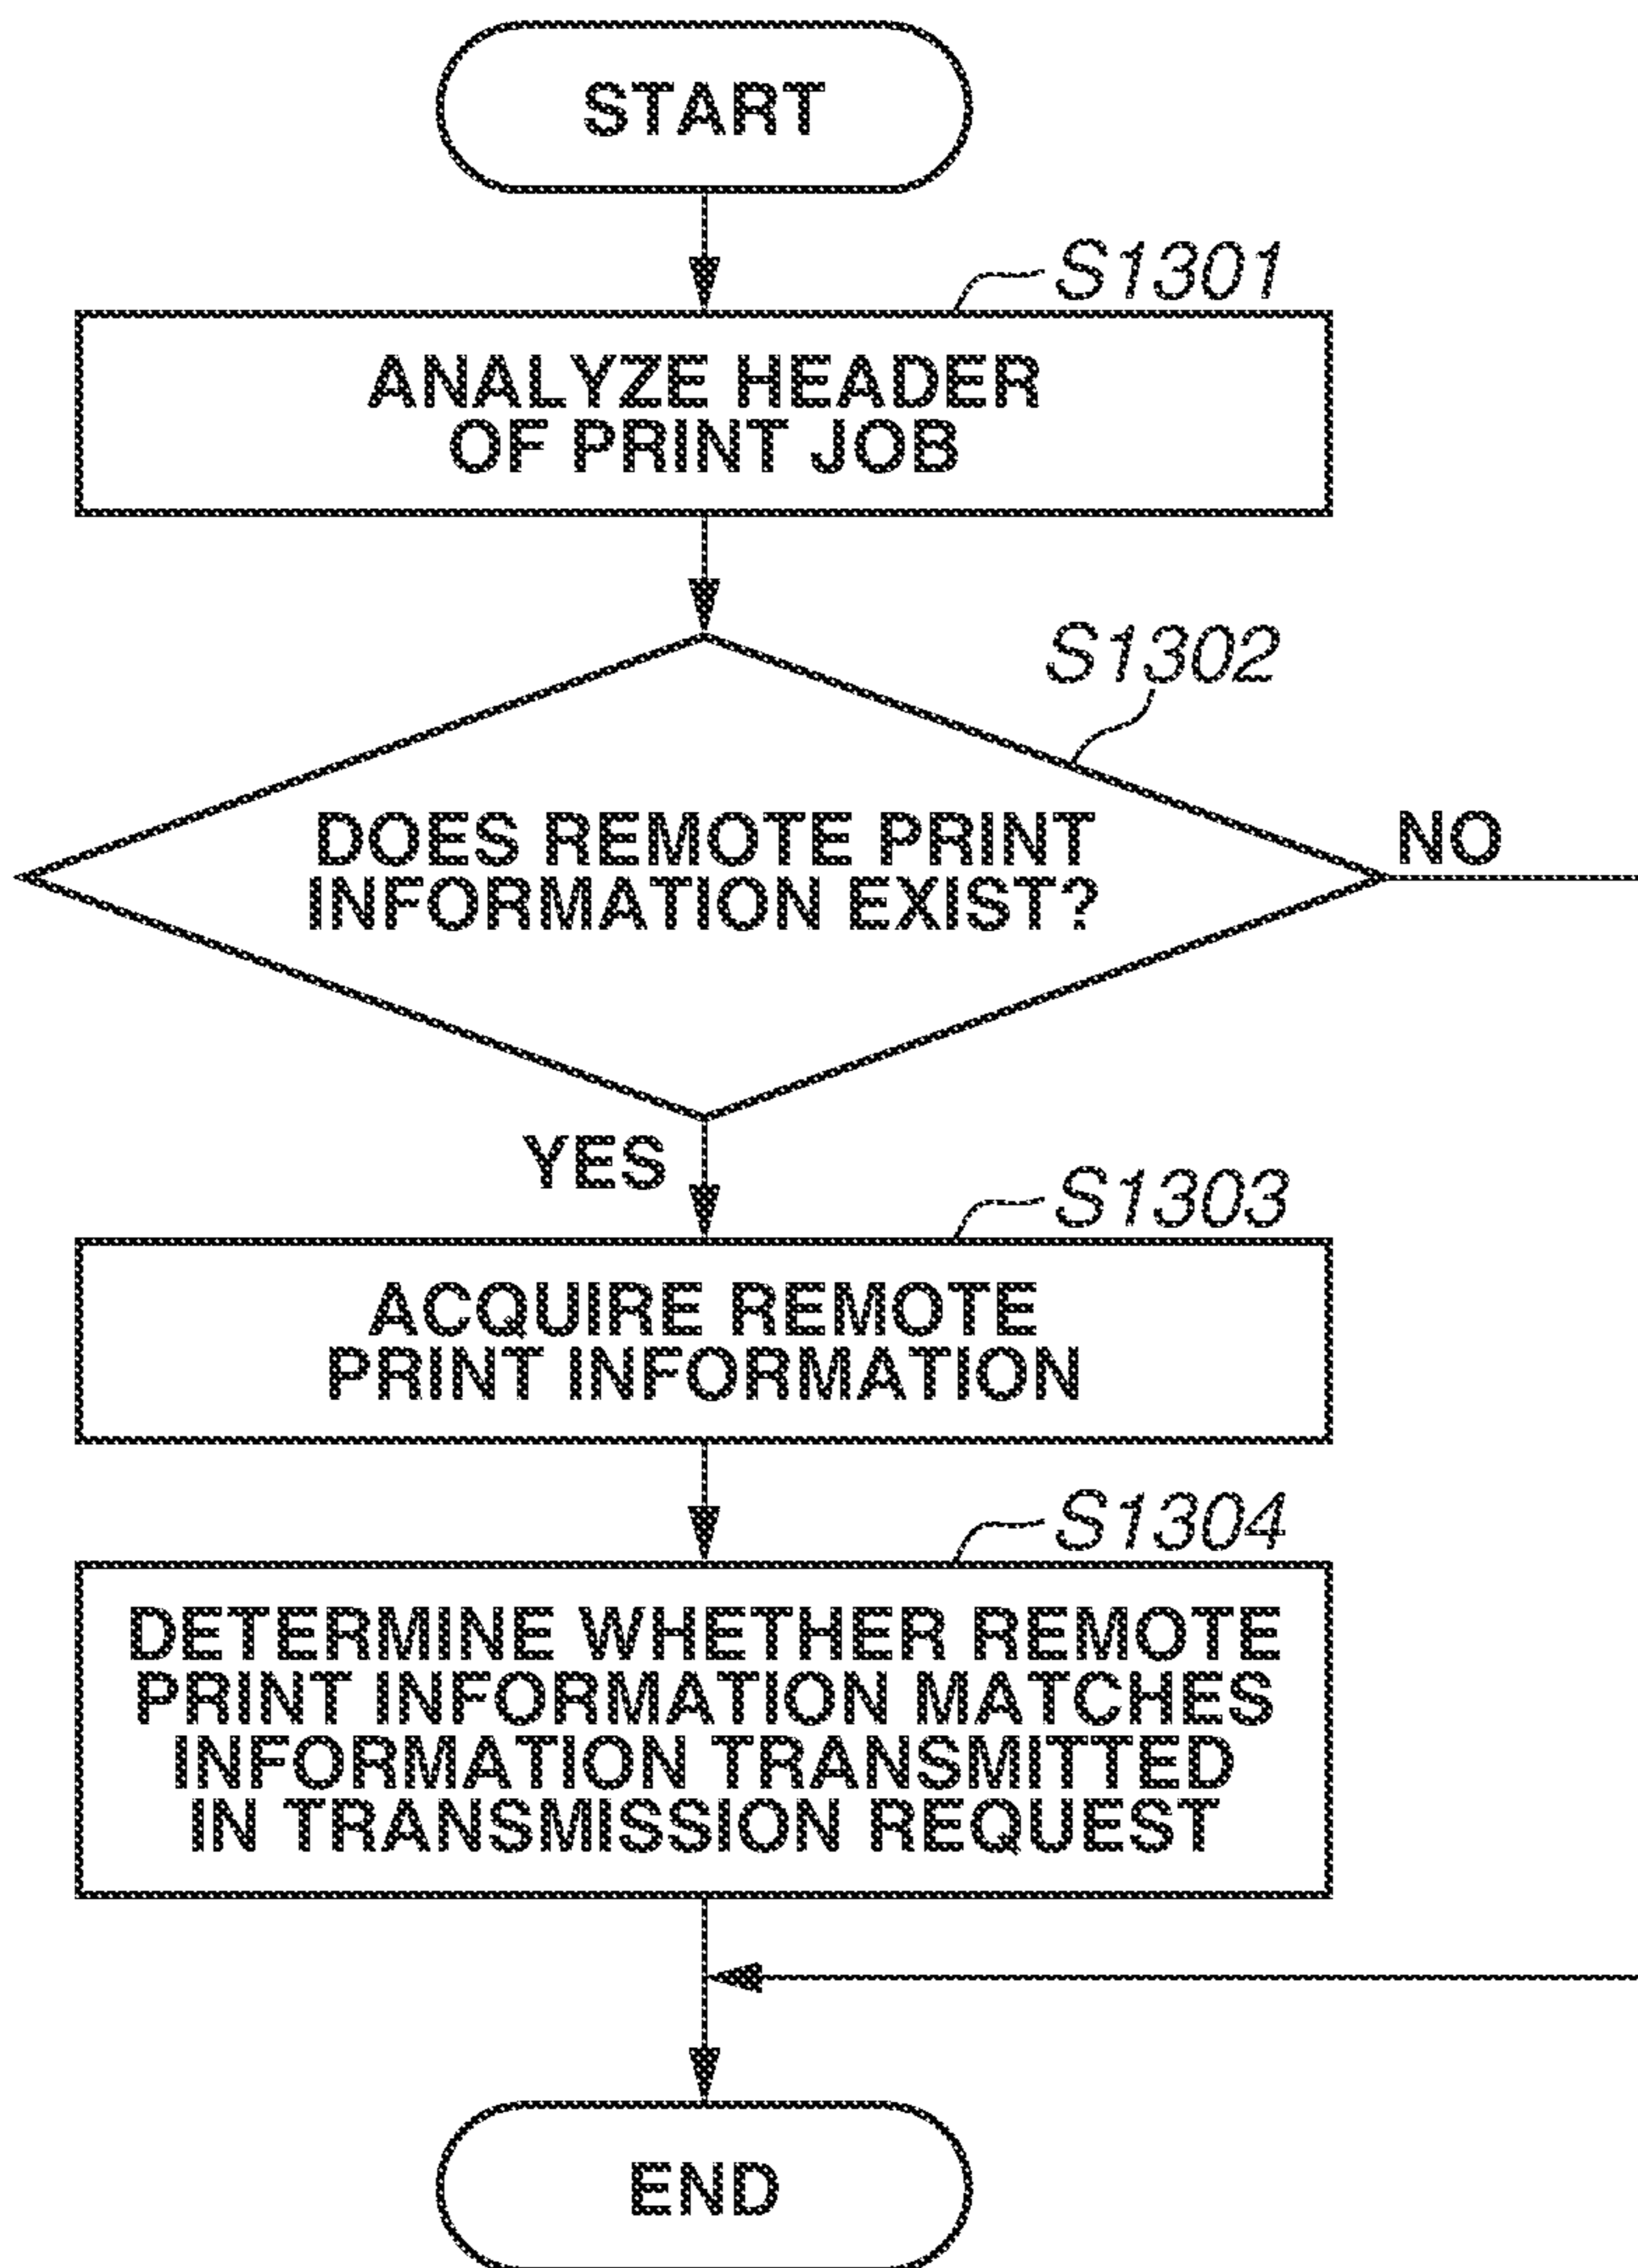 START
S1301
ANALYZE HEADER
OF PRINT JOB
S1302
DOES REMOTE PRINT
INFORMATION EXIST?
NO
YES
S1303
ACQUIRE REMOTE
PRINT INFORMATION
S1304
DETERMINE WHETHER REMOTE
PRINT INFORMATION MATCHES
INFORMATION TRANSMITTED
IN TRANSMISSION REQUEST
END